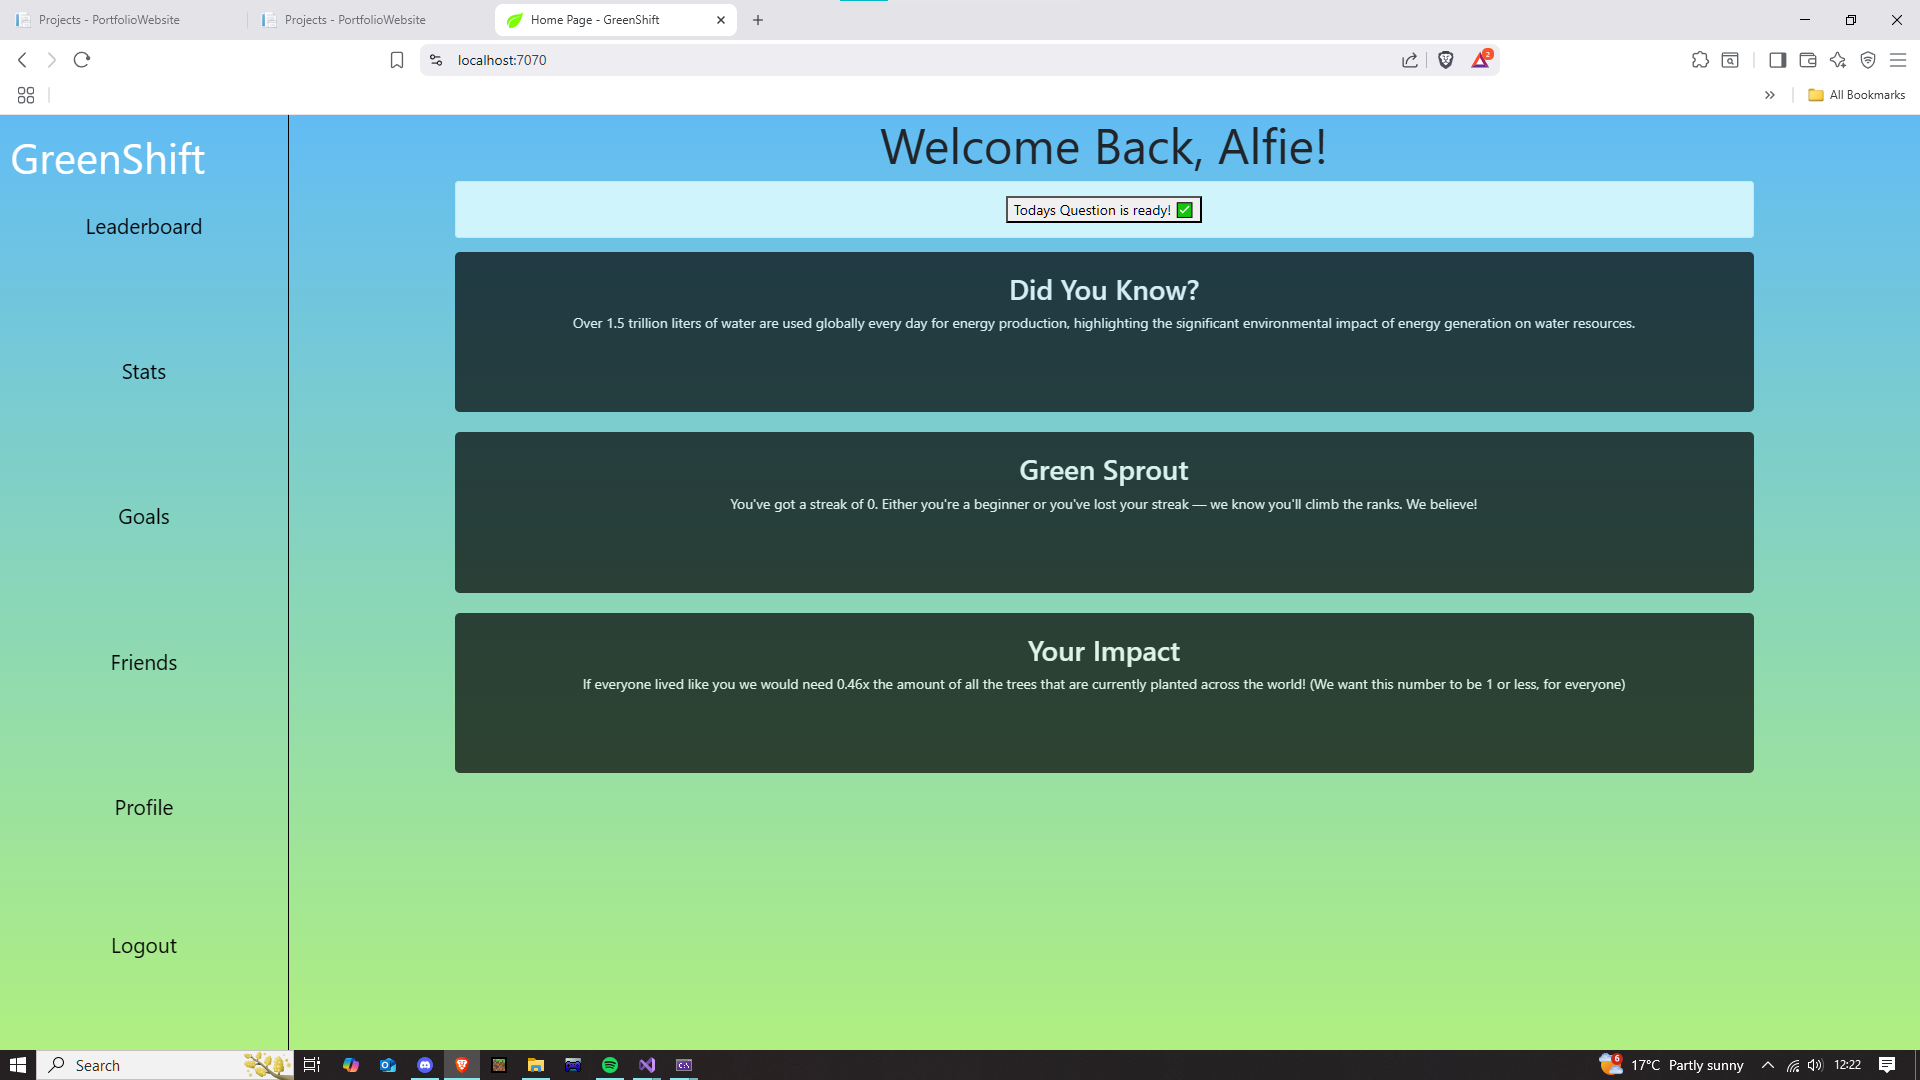 Projects - PortfolioWebsite
Projects - PortfolioWebsite
Home Page - GreenShift
localhost:7070
2
All Bookmarks
GreenShift
Leaderboard
Stats
Goals
Friends
Profile
Logout
Welcome Back, Alfie!
Todays Question is ready! ✅
Did You Know?
Over 1.5 trillion liters of water are used globally every day for energy production, highlighting the significant environmental impact of energy generation on water resources.
Green Sprout
You've got a streak of 0. Either you're a beginner or you've lost your streak — we know you'll climb the ranks. We believe!
Your Impact
If everyone lived like you we would need 0.46x the amount of all the trees that are currently planted across the world! (We want this number to be 1 or less, for everyone)
Search
6
17°C Partly sunny
12:22